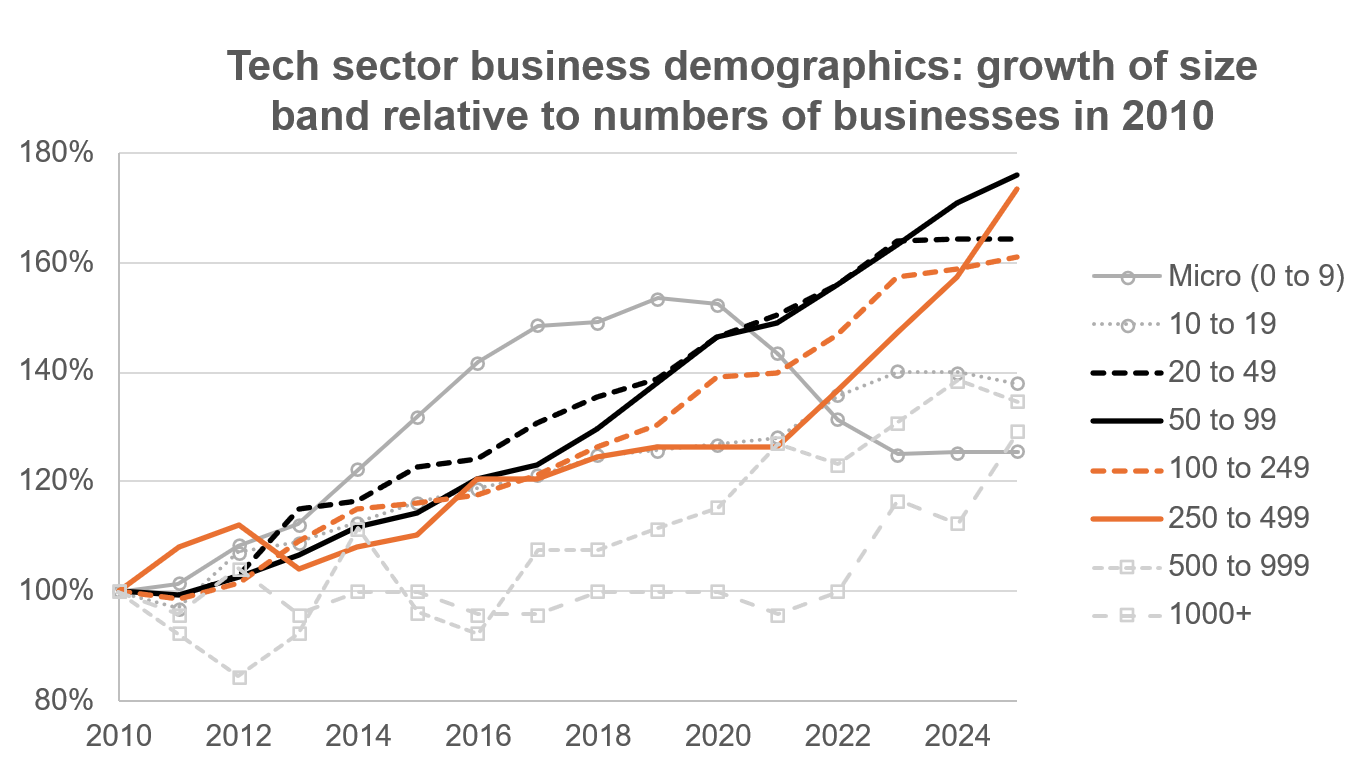 Tech sector business demographics: growth of size
band relative to numbers of businesses in 2010
180%
160%
140%
120%
100%
80%
2010 2012 2014 2016 2018 2020 2022 2024
Micro (0 to 9)
10 to 19
20 to 49
50 to 99
100 to 249
250 to 499
500 to 999
1000+